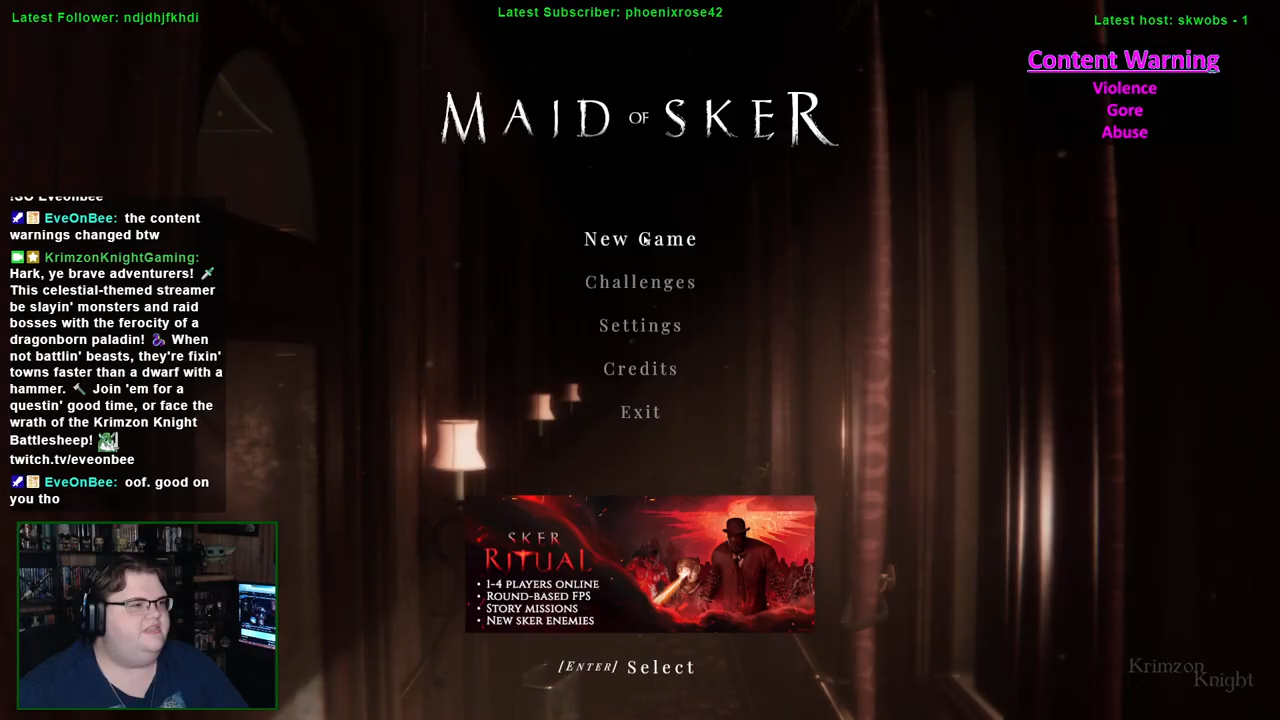 Latest Follower: ndjdhjfkhdi
Latest Subscriber: phoenixrose42
Latest host: skwobs - 1
Content Warning
Violence
Gore
Abuse
MAID OF SKER
New Game
Challenges
Settings
Credits
Exit
!SO Eveonbee
EveOnBee: the content
warnings changed btw
KrimzonKnightGaming:
Hark, ye brave adventurers!
This celestial-themed streamer
be slayin' monsters and raid
bosses with the ferocity of a
dragonborn paladin! When
not battlin' beasts, they're fixin'
towns faster than a dwarf with a
hammer. Join 'em for a
questin' good time, or face the
wrath of the Krimzon Knight
Battlesheep!
twitch.tv/eveonbee
EveOnBee: oof. good on
you tho
SKER
RITUAL
• 1-4 PLAYERS ONLINE
• ROUND-BASED FPS
• STORY MISSIONS
• NEW SKER ENEMIES
[ENTER] Select
Krimzon
Knight